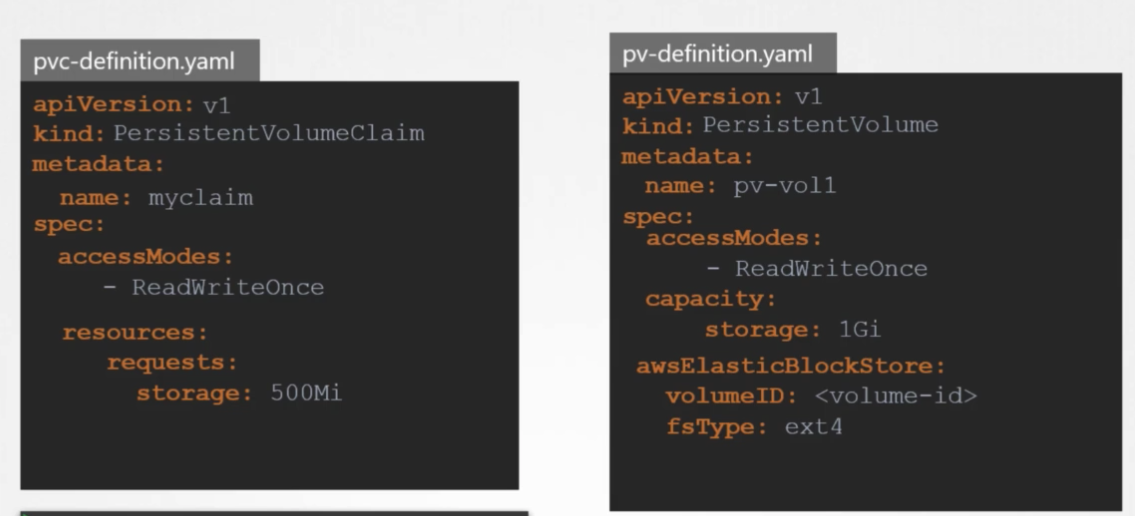 pvc-definition.yaml
apiVersion: v1
kind: PersistentVolumeClaim
metadata:
name: myclaim
spec:
accessModes:
- ReadWriteOnce
resources:
requests:
storage: 500Mi
pv-definition.yaml
apiVersion: v1
kind: PersistentVolume
metadata:
name: pv-vol1
spec:
accessModes:
- ReadWriteOnce
capacity:
storage: 1Gi
awsElasticBlockStore:
volumeID: <volume-id>
fsType: ext4